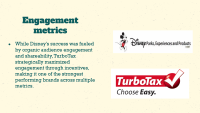 Engagement
metrics
● While Disney's success was fueled
by organic audience engagement
and shareability, TurboTax
strategically maximized
engagement through incentives,
making it one of the strongest
performing brands across multiple
metrics.
Disney Parks, Experiences and Products
TurboTax
Choose Easy.